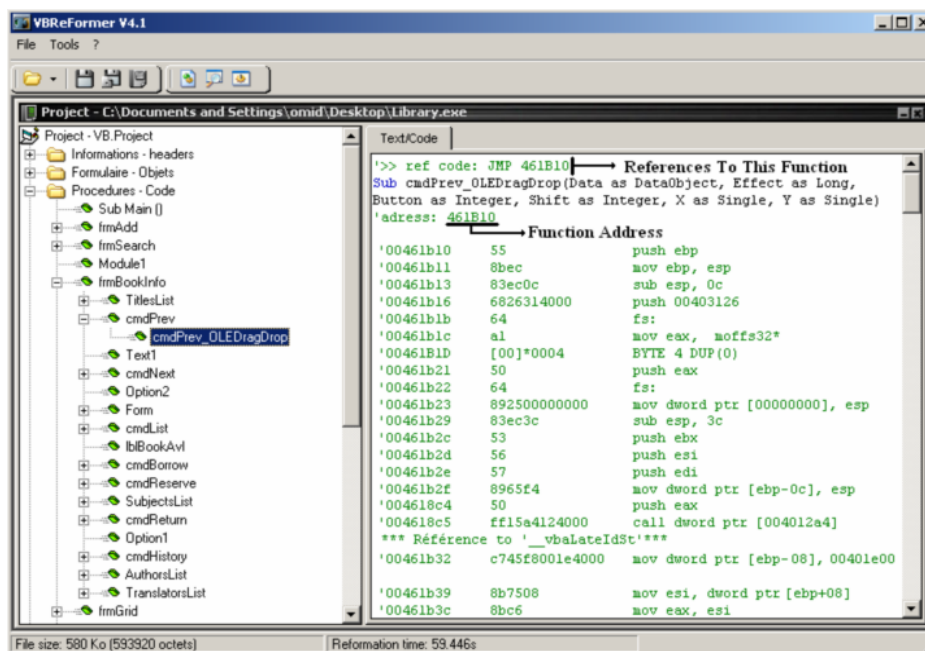 VBReFormer V4.1
File Tools ?
Project - C:\Documents and Settings\omid\Desktop\Library.exe
Project - VB.Project
Informations - headers
Formulaire - Objets
Procedures - Code
Sub Main ()
frmAdd
frmSearch
Module1
frmBookInfo
TitlesList
cmdPrev
cmdPrev_OLEDragDrop
Text1
cmdNext
Option2
Form
cmdList
lblBookAvl
cmdBorrow
cmdReserve
SubjectsList
cmdReturn
Option1
cmdHistory
AuthorsList
TranslatorsList
frmGrid
Text/Code
'>> ref code: JMP 461B10 References To This Function
Sub cmdPrev_OLEDragDrop(Data as DataObject, Effect as Long,
Button as Integer, Shift as Integer, X as Single, Y as Single)
'adress: 461B10
Function Address
'00461b10 55 push ebp
'00461b11 8bec mov ebp, esp
'00461b13 83ec0c sub esp, 0c
'00461b16 6826314000 push 00403126
'00461b1b 64 fs:
'00461b1c a1 mov eax, moffs32*
'00461B1D [00]*0004 BYTE 4 DUP(0)
'00461b21 50 push eax
'00461b22 64 fs:
'00461b23 892500000000 mov dword ptr [00000000], esp
'00461b29 83ec3c sub esp, 3c
'00461b2c 53 push ebx
'00461b2d 56 push esi
'00461b2e 57 push edi
'00461b2f 8965f4 mov dword ptr [ebp-0c], esp
'004618c4 50 push eax
'004618c5 ff15a4124000 call dword ptr [004012a4]
*** Référence to '__vbaLateIdSt'***
'00461b32 c745f8001e4000 mov dword ptr [ebp-08], 00401e00
'00461b39 8b7508 mov esi, dword ptr [ebp+08]
'00461b3c 8bc6 mov eax, esi
File size: 580 Ko (593920 octets)
Reformation time: 59.446s